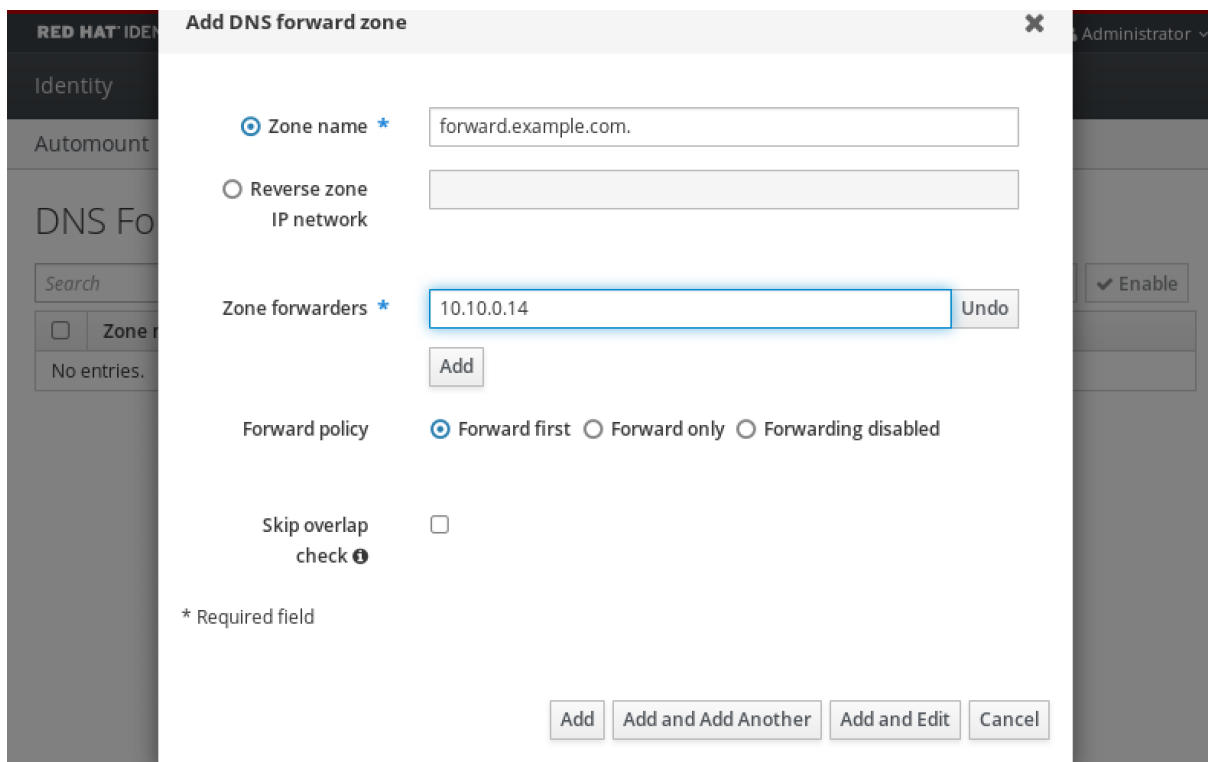 Add DNS forward zone
RED HAT
Administrator
Identity
Zone name *
forward.example.com.
Automount
Reverse zone
IP network
DNS Fo
Search
Zone forwarders *
10.10.0.14
Undo
Enable
Zone
No entries.
Add
Forward policy
Forward first
Forward only
Forwarding disabled
Skip overlap
check
* Required field
Add
Add and Add Another
Add and Edit
Cancel